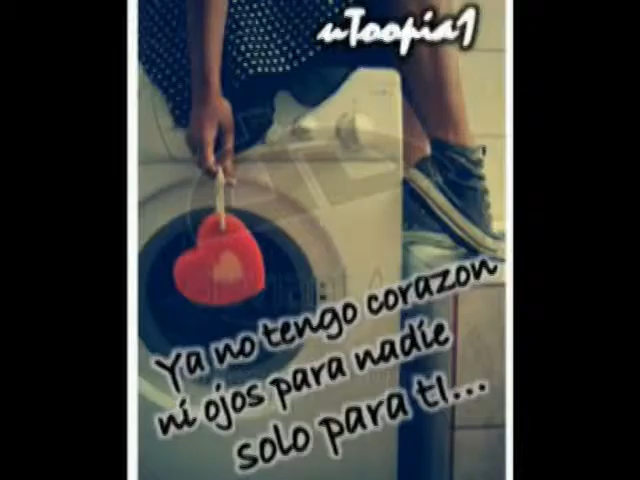 uToopia1
Ya no tengo corazon
ni ojos para nadie
solo para tI...